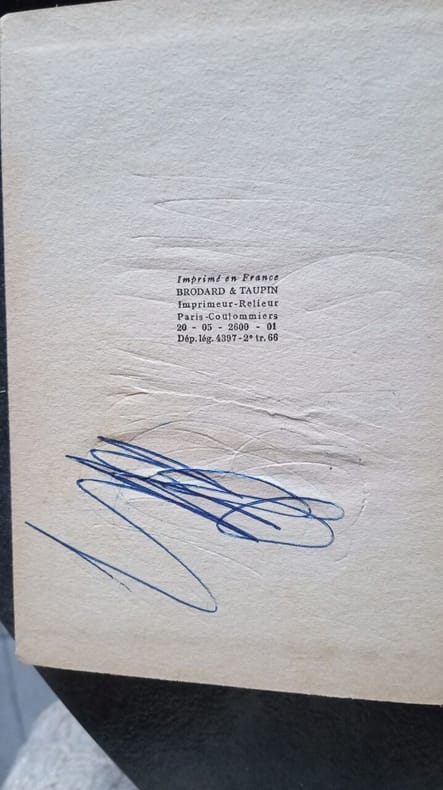 Imprimé en France
BRODARD & TAUPIN
Imprimeur-Relieur
Paris-Coulommiers
20 - 05 - 2600 - 01
Dép. lég. 4397 - 2e tr. 66